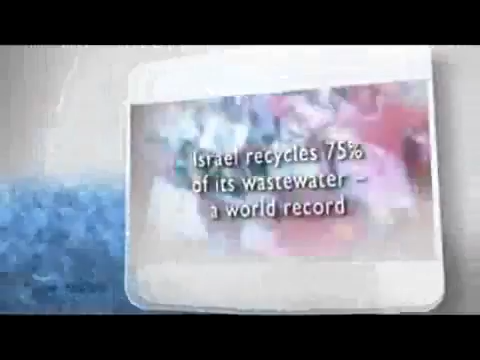 Israel recycles 75%
of its wastewater –
a world record